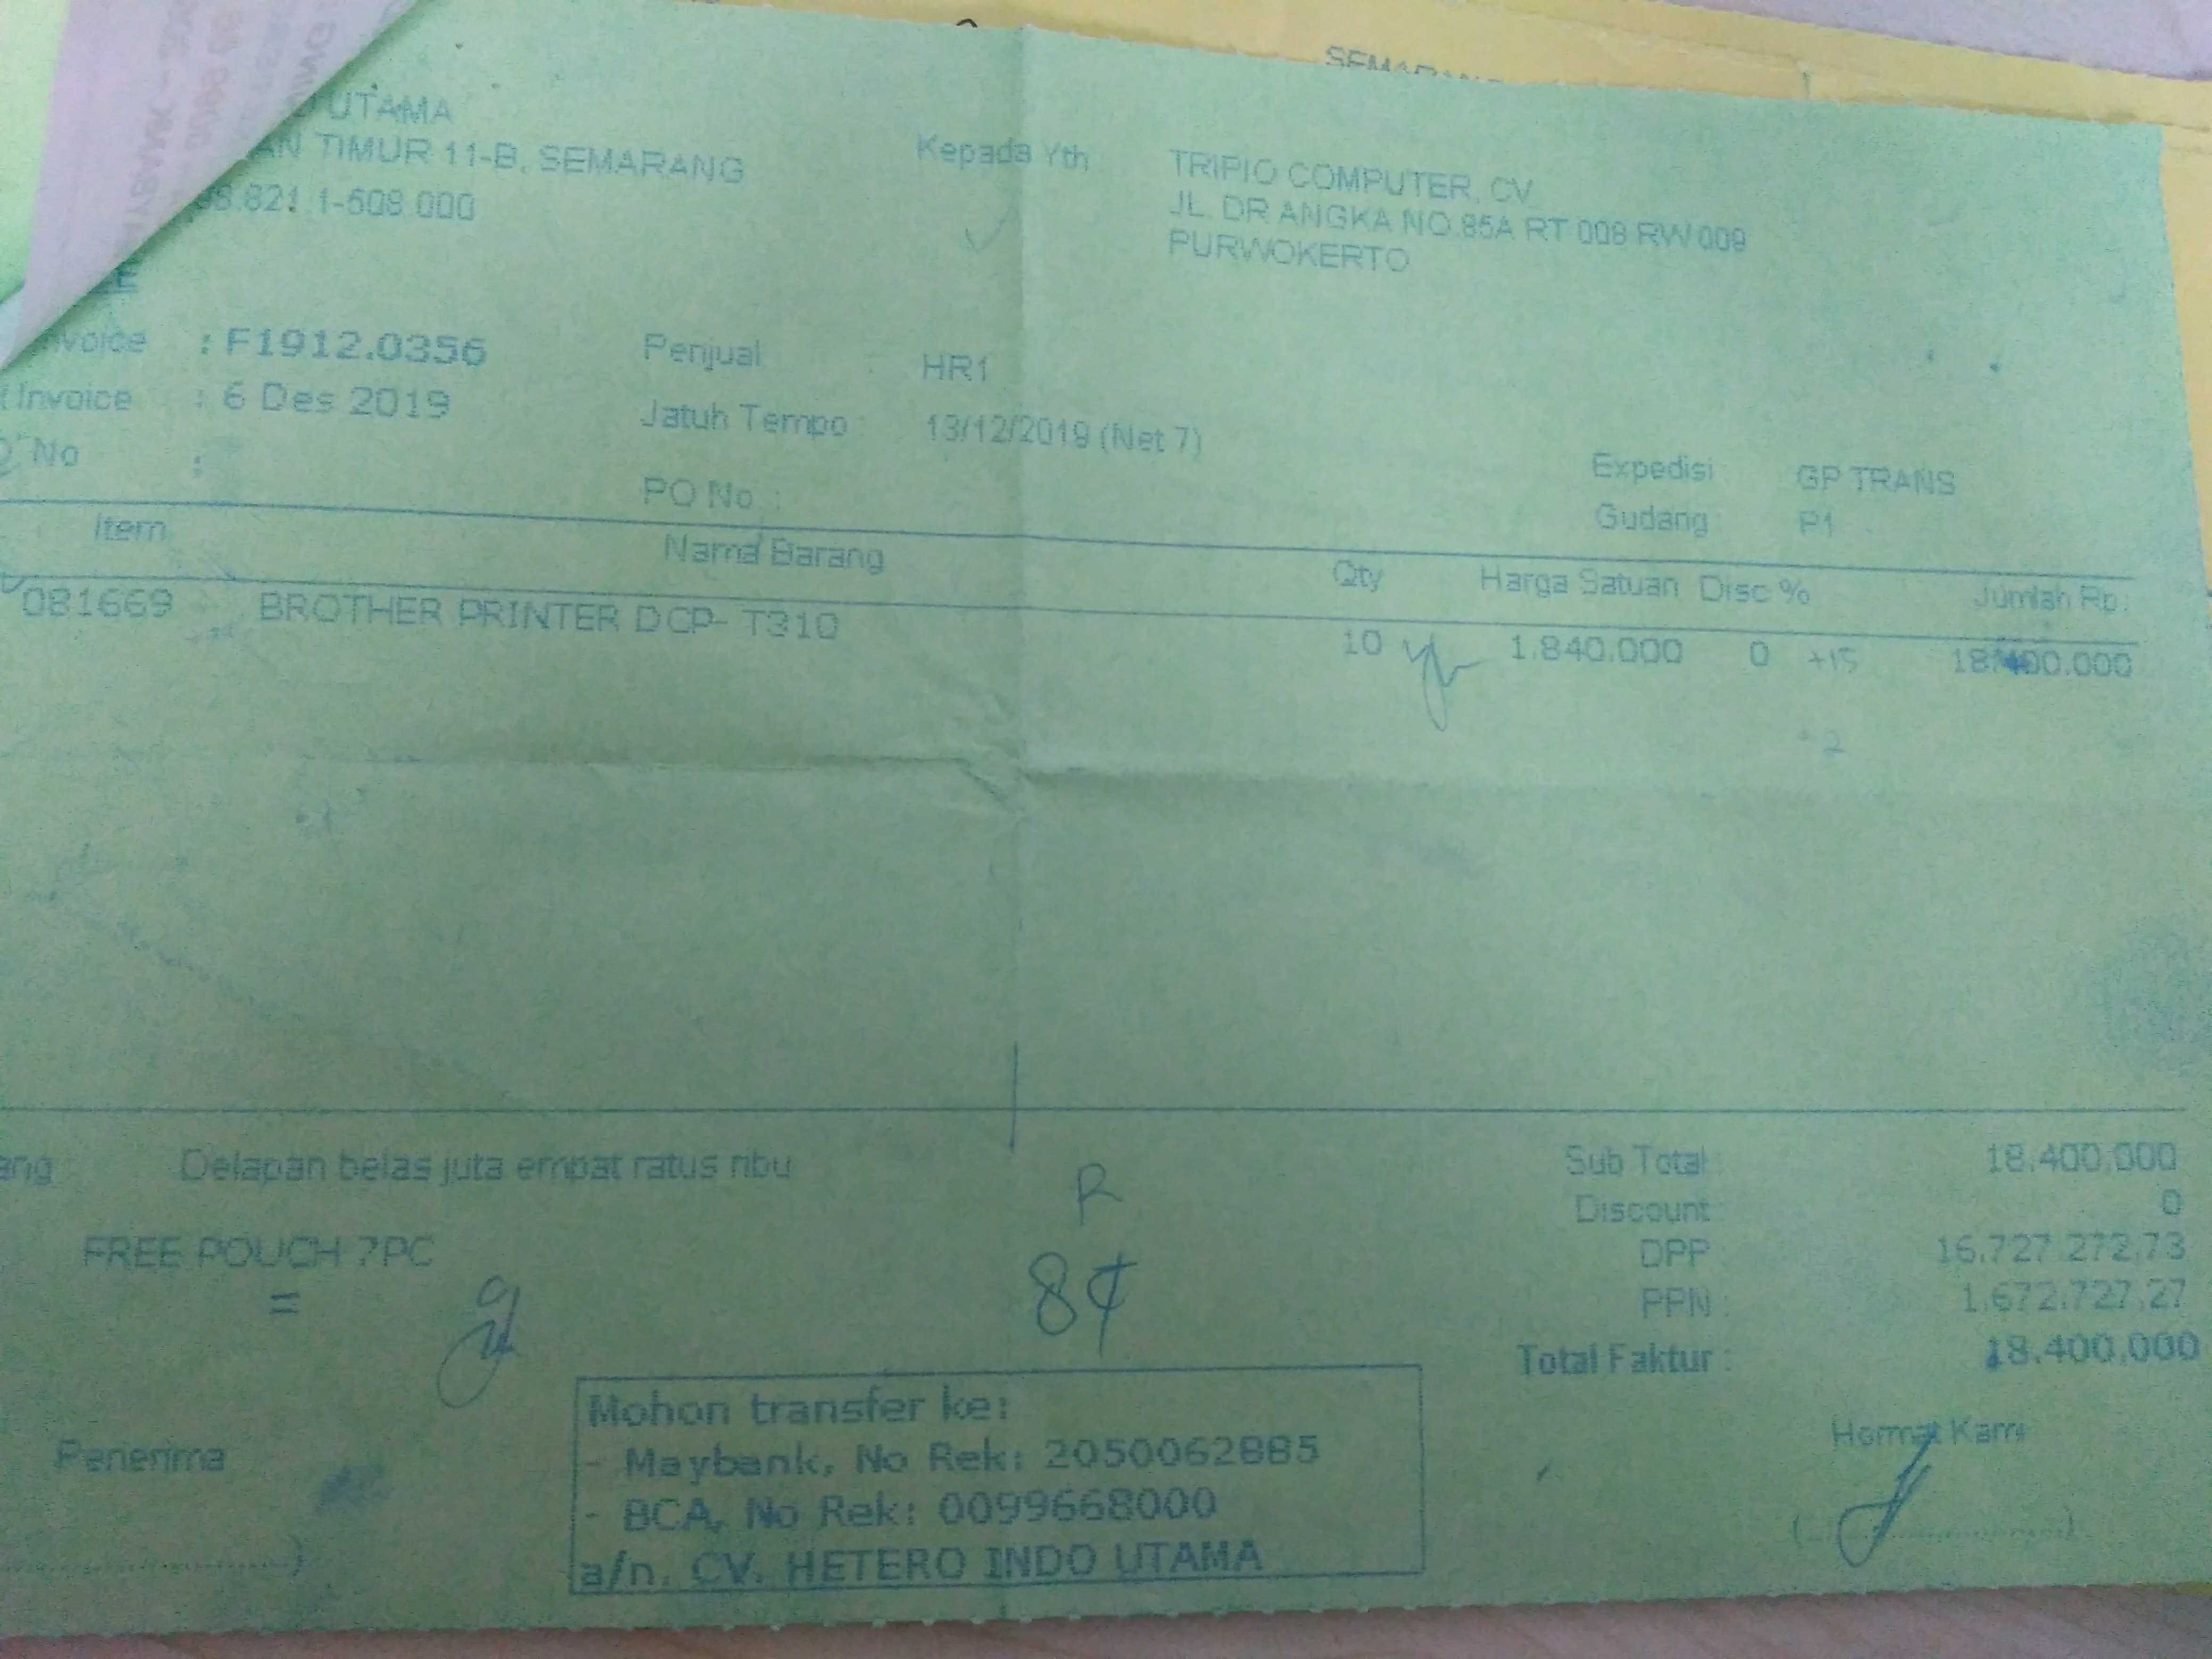 UTAMA
TIMUR 11-B, SEMARANG
.821.1-508.000
Kepada Yth
TRIPIO COMPUTER, CV
JL. DR ANGKA NO.85A RT 008 RW 009
PURWOKERTO
Invoice : F1912.0356
Invoice : 6 Des 2019
No :
Penjual : HR1
Jatuh Tempo : 13/12/2019 (Net 7)
PO No. :
Expedisi GP TRANS
Gudang P1
Item Nama Barang Qty Harga Satuan Disc % Jumlah Rp.
081669 BROTHER PRINTER DCP- T310 10 1.840.000 0 +15 18.400.000
+2
Delapan belas juta empat ratus ribu
FREE POUCH 7PC
=
R
Sub Total : 18.400.000
Discount : 0
DPP : 16.727.272,73
PPN : 1.672.727,27
Total Faktur : 18.400.000
Penerima
Mohon transfer ke:
- Maybank, No Rek: 2050062885
- BCA, No Rek: 0099668000
a/n. CV. HETERO INDO UTAMA
Hormat Kami